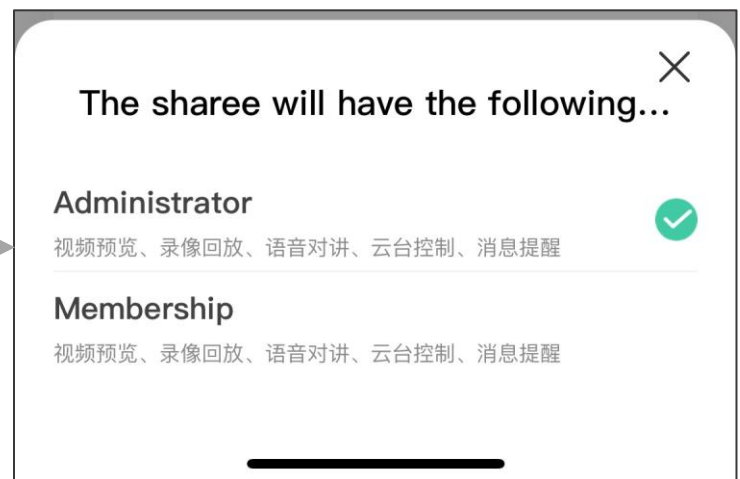 The sharee will have the following...
Administrator
视频预览、录像回放、语音对讲、云台控制、消息提醒
Membership
视频预览、录像回放、语音对讲、云台控制、消息提醒